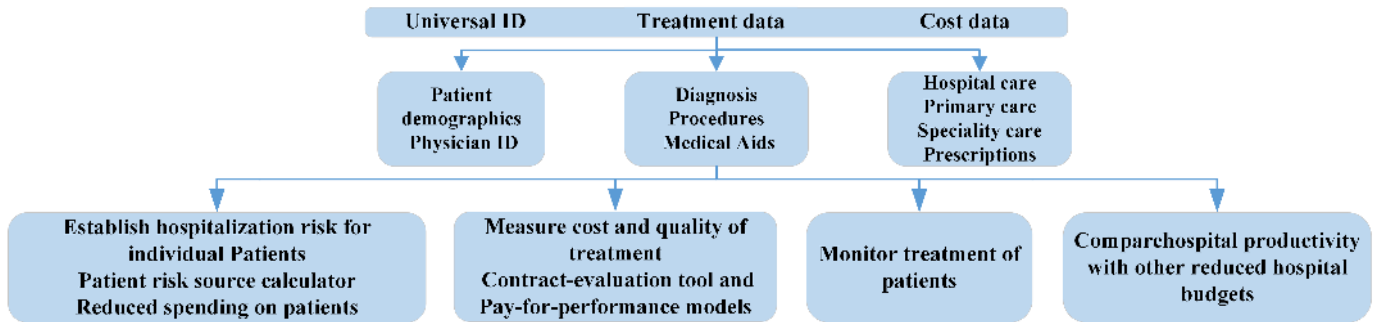 Universal ID Treatment data Cost data
Patient
demographics
Physician ID
Diagnosis
Procedures
Medical Aids
Hospital care
Primary care
Speciality care
Prescriptions
Establish hospitalization risk for
individual Patients
Patient risk source calculator
Reduced spending on patients
Measure cost and quality of
treatment
Contract-evaluation tool and
Pay-for-performance models
Monitor treatment of
patients
Comparchospital productivity
with other reduced hospital
budgets